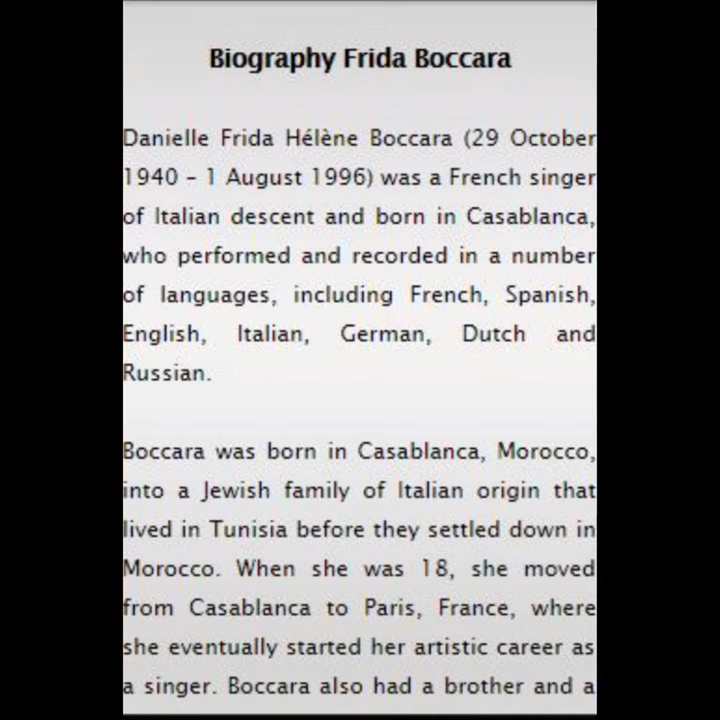 Biography Frida Boccara
Danielle Frida Hélène Boccara (29 October
1940 – 1 August 1996) was a French singer
of Italian descent and born in Casablanca,
who performed and recorded in a number
of languages, including French, Spanish,
English, Italian, German, Dutch and
Russian.
Boccara was born in Casablanca, Morocco,
into a Jewish family of Italian origin that
lived in Tunisia before they settled down in
Morocco. When she was 18, she moved
from Casablanca to Paris, France, where
she eventually started her artistic career as
a singer. Boccara also had a brother and a